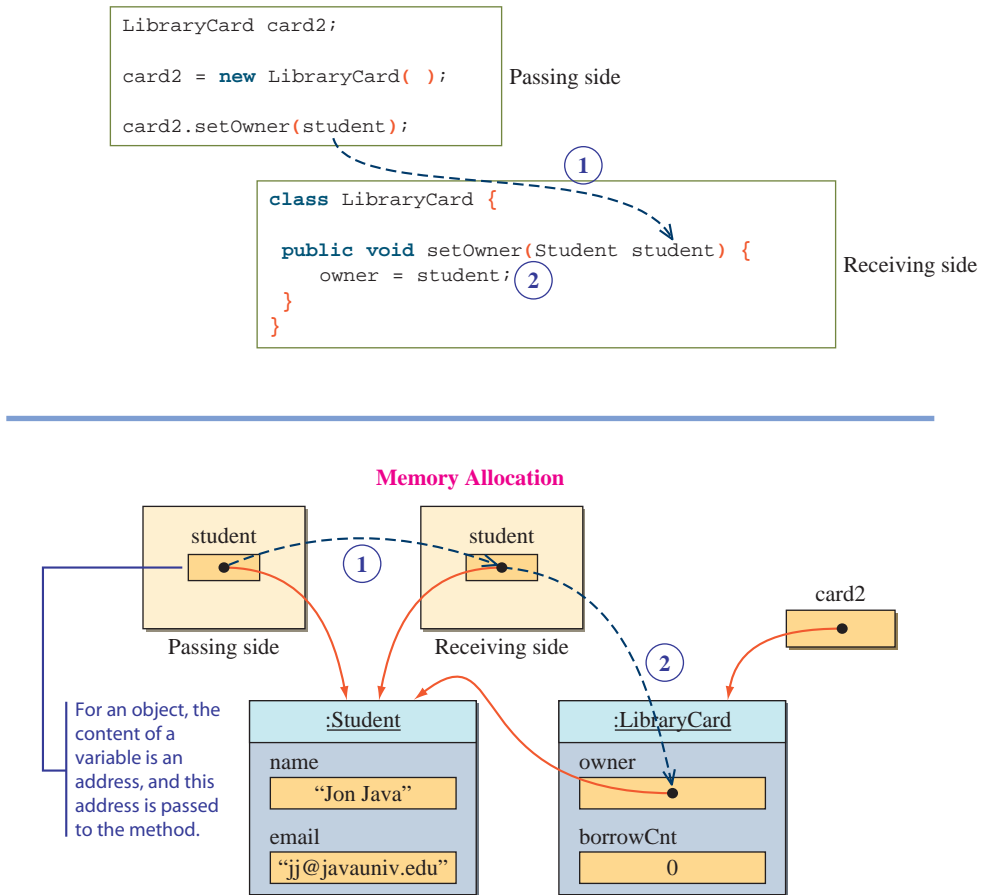 LibraryCard card2;
card2 = new LibraryCard( );
card2.setOwner(student);
Passing side
1
class LibraryCard {
public void setOwner(Student student) {
owner = student;
2
}
}
Receiving side
Memory Allocation
student
1
student
Passing side
Receiving side
card2
2
For an object, the
content of a
variable is an
address, and this
address is passed
to the method.
:Student
name
“Jon Java”
email
“jj@javauniv.edu”
:LibraryCard
owner
borrowCnt
0